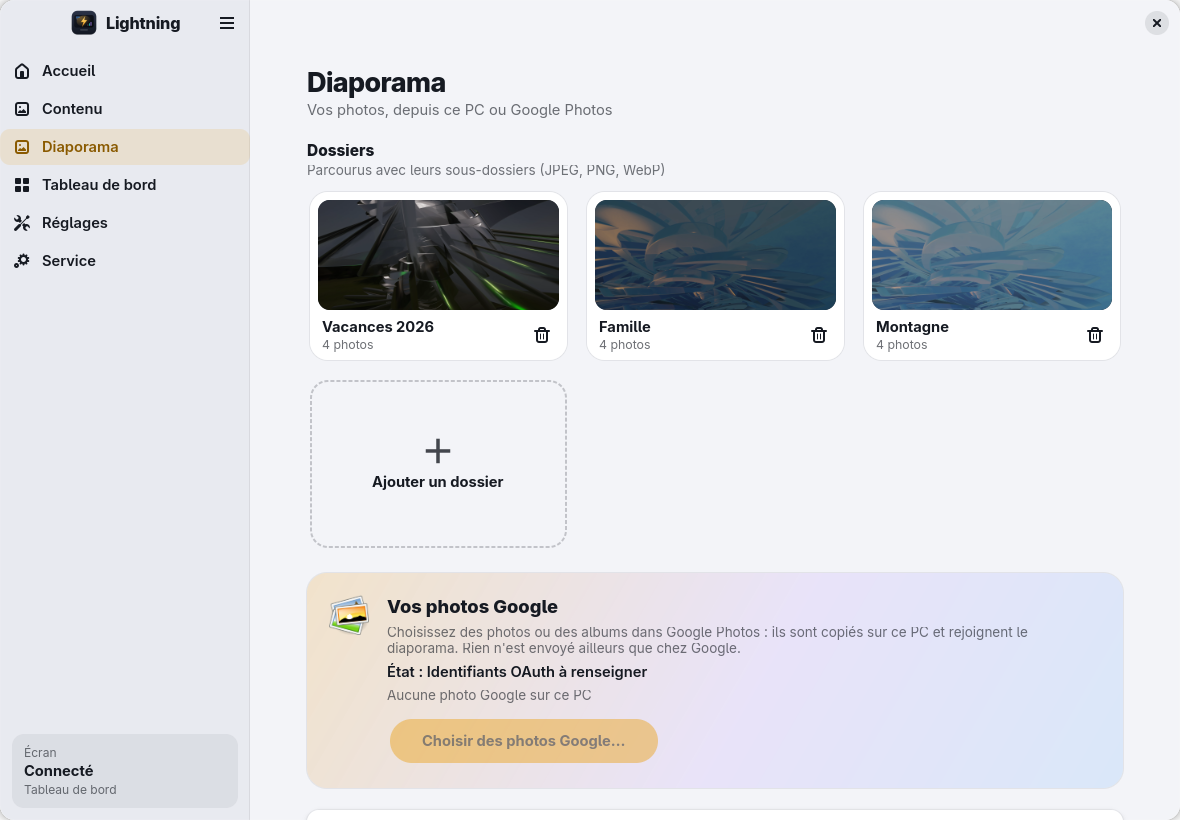 Lightning
Accueil
Contenu
Diaporama
Tableau de bord
Réglages
Service
Écran
Connecté
Tableau de bord
Diaporama
Vos photos, depuis ce PC ou Google Photos
Dossiers
Parcourus avec leurs sous-dossiers (JPEG, PNG, WebP)
Vacances 2026
4 photos
Famille
4 photos
Montagne
4 photos
Ajouter un dossier
Vos photos Google
Choisissez des photos ou des albums dans Google Photos : ils sont copiés sur ce PC et rejoignent le
diaporama. Rien n'est envoyé ailleurs que chez Google.
État : Identifiants OAuth à renseigner
Aucune photo Google sur ce PC
Choisir des photos Google…